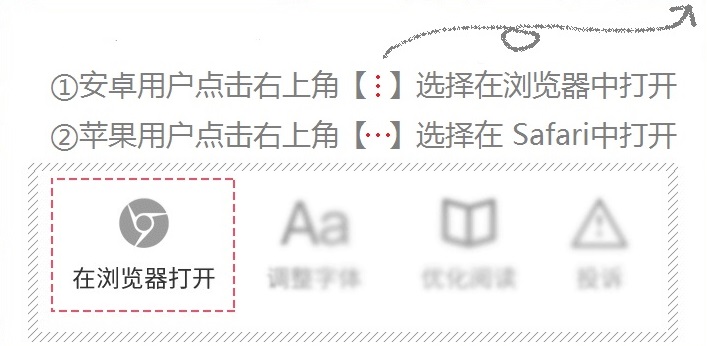 ①安卓用户点击右上角【⋮】选择在浏览器中打开
②苹果用户点击右上角【···】选择在 Safari中打开
Aa
在浏览器打开 调整字体 优化阅读 投诉